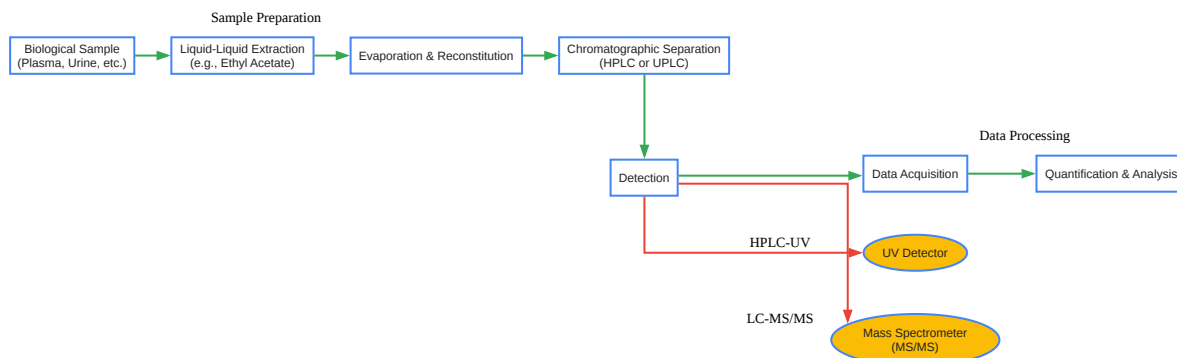 Sample Preparation
Biological Sample
(Plasma, Urine, etc.)
Liquid-Liquid Extraction
(e.g., Ethyl Acetate)
Evaporation & Reconstitution
Chromatographic Separation
(HPLC or UPLC)
Data Processing
Detection
Data Acquisition
Quantification & Analysis
HPLC-UV
UV Detector
LC-MS/MS
Mass Spectrometer
(MS/MS)